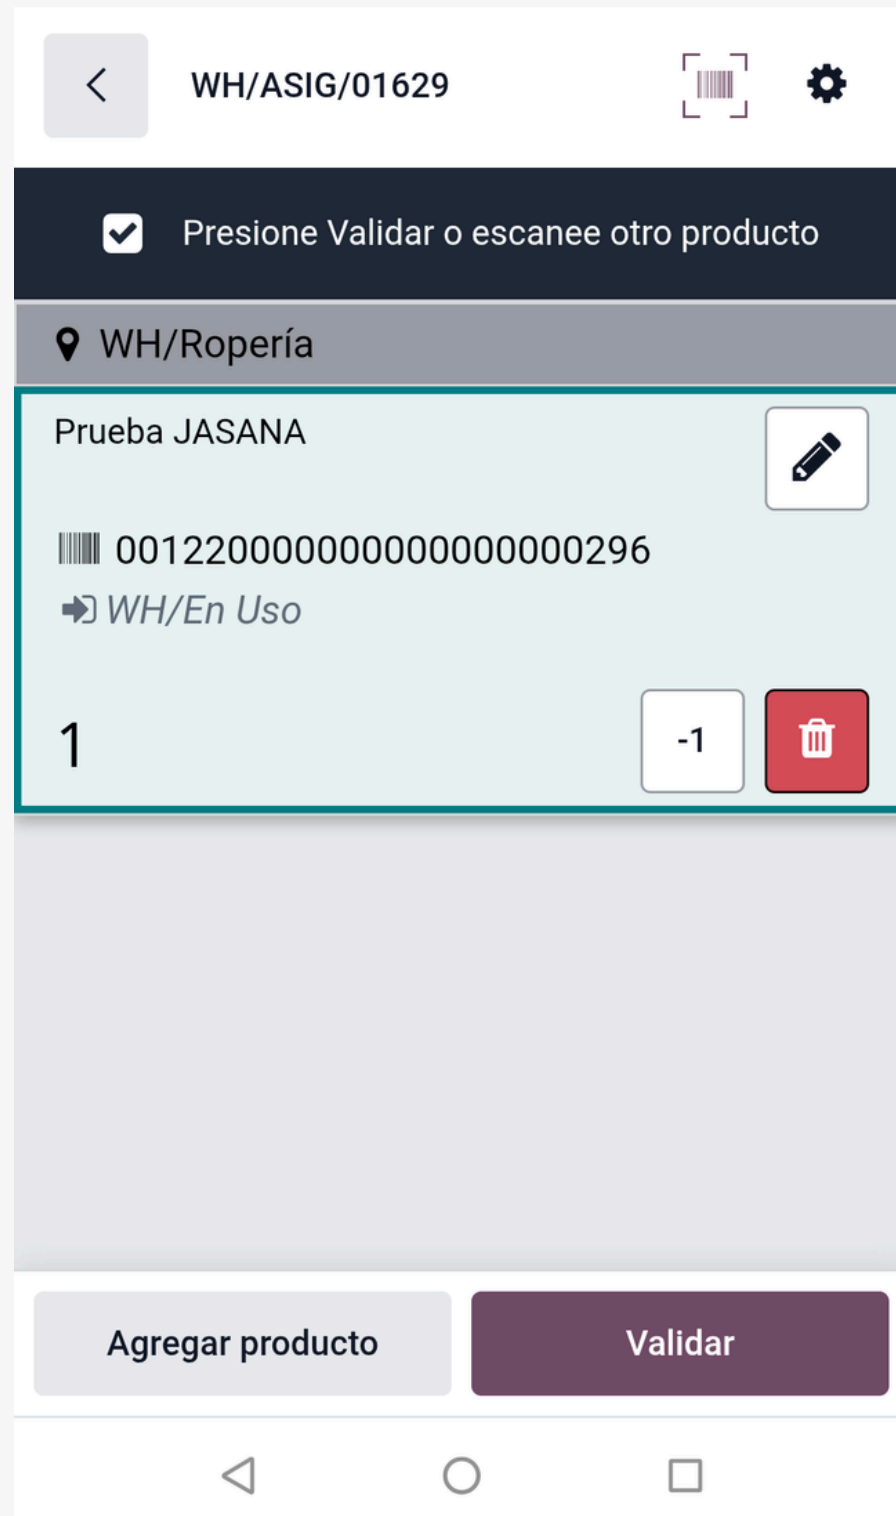 WH/ASIG/01629
Presione Validar o escanee otro producto
WH/Ropería
Prueba JASANA
001220000000000000000296
WH/En Uso
1
-1
Agregar producto
Validar